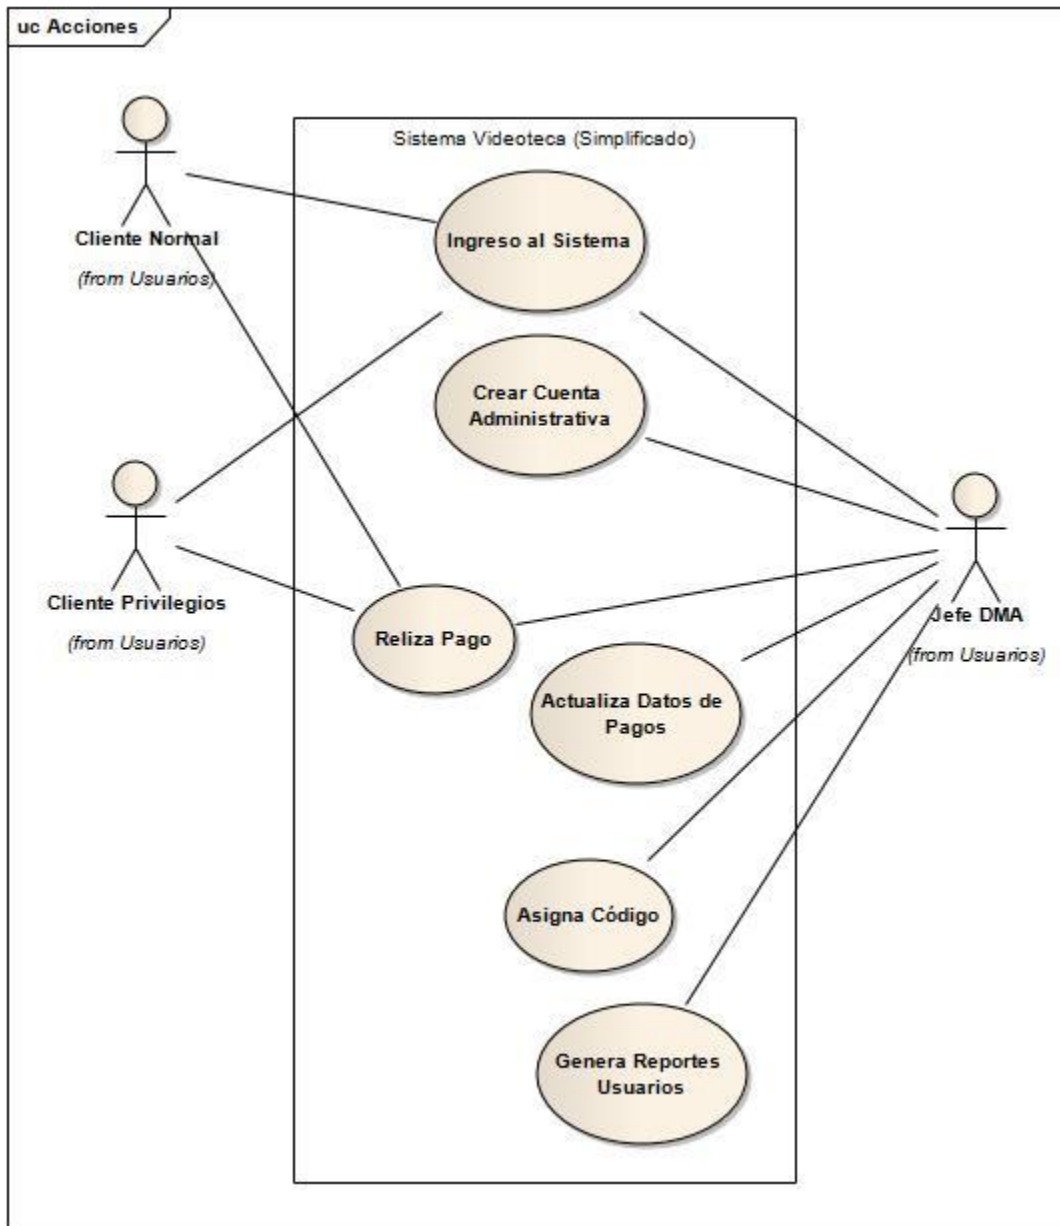 uc Acciones
Sistema Videoteca (Simplificado)
Cliente Normal
(from Usuarios)
Ingreso al Sistema
Crear Cuenta
Administrativa
Cliente Privilegios
(from Usuarios)
Reliza Pago
Jefe DMA
(from Usuarios)
Actualiza Datos de
Pagos
Asigna Código
Genera Reportes
Usuarios